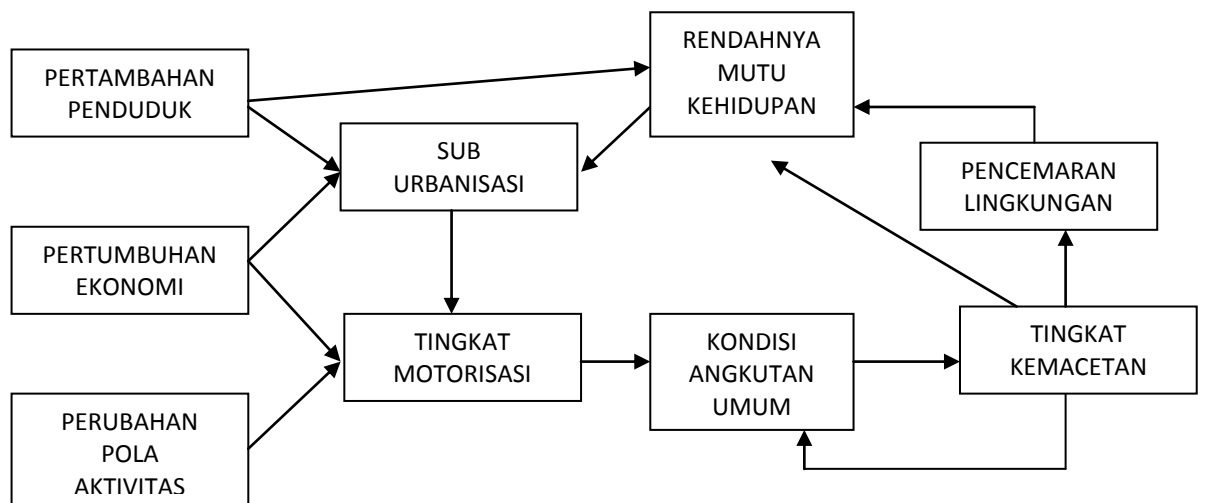 PERTAMBAHAN
PENDUDUK
RENDAHNYA
MUTU
KEHIDUPAN
SUB
URBANISASI
PENCEMARAN
LINGKUNGAN
PERTUMBUHAN
EKONOMI
TINGKAT
MOTORISASI
KONDISI
ANGKUTAN
UMUM
TINGKAT
KEMACETAN
PERUBAHAN
POLA
AKTIVITAS